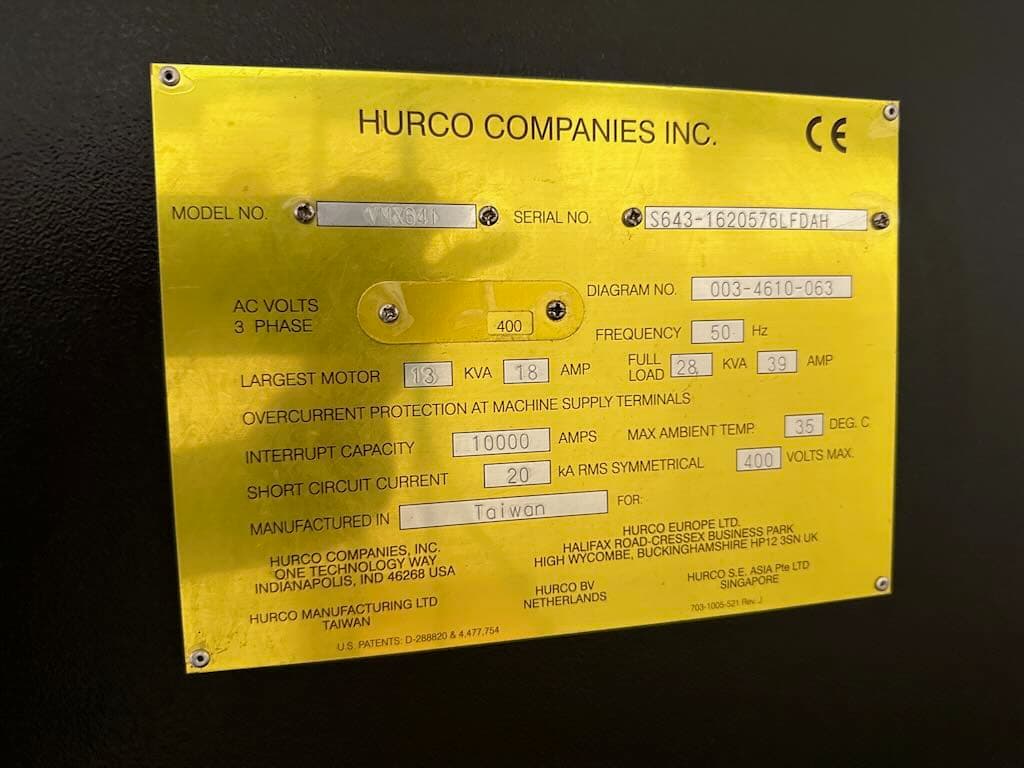 HURCO COMPANIES INC.
CE
MODEL NO. SERIAL NO. S643-1620576LFDAH
DIAGRAM NO. 003-4610-063
AC VOLTS
3 PHASE
400
FREQUENCY 50 Hz
LARGEST MOTOR 13 KVA 18 AMP
FULL
LOAD 28 KVA 39 AMP
OVERCURRENT PROTECTION AT MACHINE SUPPLY TERMINALS
INTERRUPT CAPACITY 10000 AMPS MAX AMBIENT TEMP. 35 DEG. C
SHORT CIRCUIT CURRENT 20 kA RMS SYMMETRICAL 400 VOLTS MAX.
MANUFACTURED IN Taiwan FOR:
HURCO COMPANIES, INC.
ONE TECHNOLOGY WAY
INDIANAPOLIS, IND 46268 USA
HURCO EUROPE LTD.
HALIFAX ROAD-CRESSEX BUSINESS PARK
HIGH WYCOMBE, BUCKINGHAMSHIRE HP12 3SN UK
HURCO MANUFACTURING LTD
TAIWAN
HURCO BV
NETHERLANDS
HURCO S.E. ASIA Pte LTD
SINGAPORE
703-1005-521 Rev. J
U.S. PATENTS: D-288820 & 4,477,754